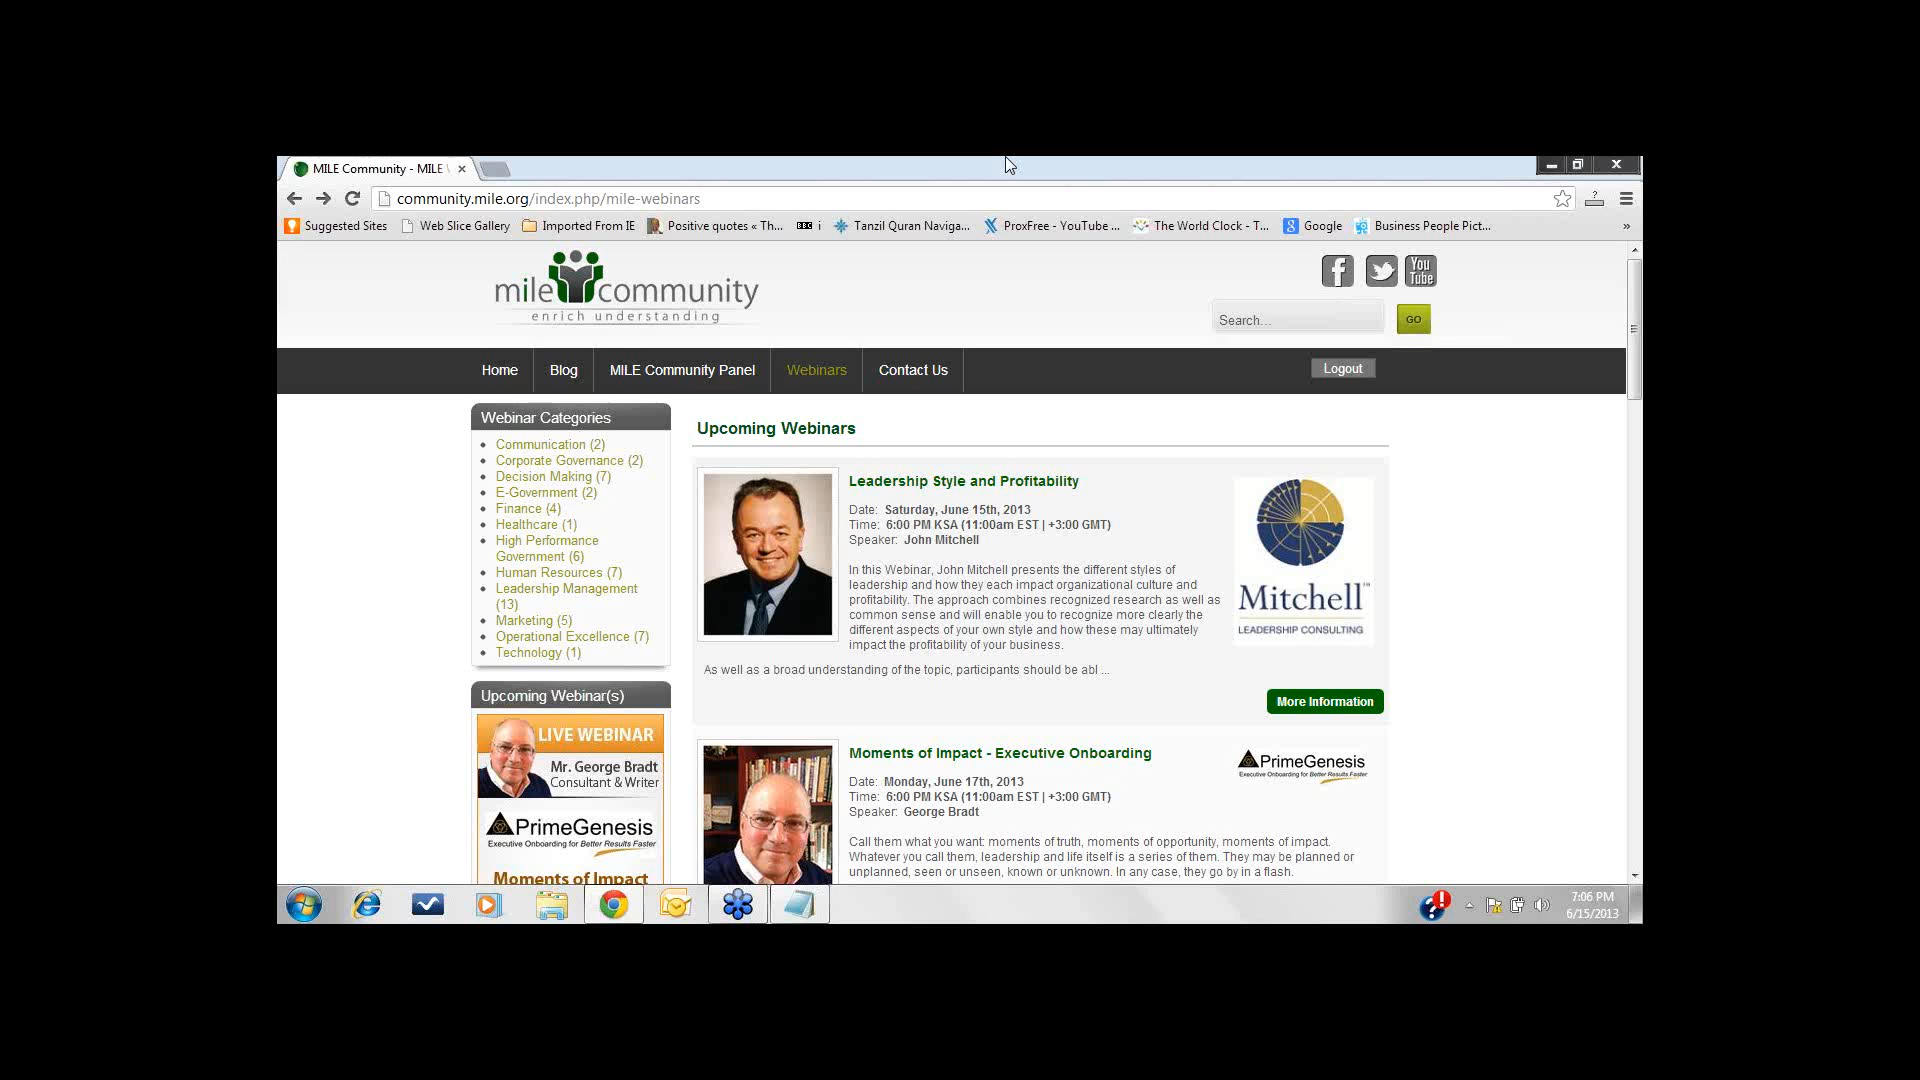 MILE Community - MILE
community.mile.org/index.php/mile-webinars
Suggested Sites Web Slice Gallery Imported From IE Positive quotes « Th... BBC i Tanzil Quran Naviga... ProxFree - YouTube ... The World Clock - T... Google Business People Pict... »
mile community
enrich understanding
You
Tube
Search... GO
Home Blog MILE Community Panel Webinars Contact Us Logout
Webinar Categories
Communication (2)
Corporate Governance (2)
Decision Making (7)
E-Government (2)
Finance (4)
Healthcare (1)
High Performance
Government (6)
Human Resources (7)
Leadership Management
(13)
Marketing (5)
Operational Excellence (7)
Technology (1)
Upcoming Webinar(s)
LIVE WEBINAR
Mr. George Bradt
Consultant & Writer
PrimeGenesis
Executive Onboarding for Better Results Faster
Moments of Impact
Upcoming Webinars
Leadership Style and Profitability
Date: Saturday, June 15th, 2013
Time: 6:00 PM KSA (11:00am EST | +3:00 GMT)
Speaker: John Mitchell
In this Webinar, John Mitchell presents the different styles of
leadership and how they each impact organizational culture and
profitability. The approach combines recognized research as well as
common sense and will enable you to recognize more clearly the
different aspects of your own style and how these may ultimately
impact the profitability of your business.
As well as a broad understanding of the topic, participants should be abl ...
Mitchell™
LEADERSHIP CONSULTING
More Information
Moments of Impact - Executive Onboarding
Date: Monday, June 17th, 2013
Time: 6:00 PM KSA (11:00am EST | +3:00 GMT)
Speaker: George Bradt
Call them what you want: moments of truth, moments of opportunity, moments of impact.
Whatever you call them, leadership and life itself is a series of them. They may be planned or
unplanned, seen or unseen, known or unknown. In any case, they go by in a flash.
PrimeGenesis
Executive Onboarding for Better Results Faster
7:06 PM
6/15/2013